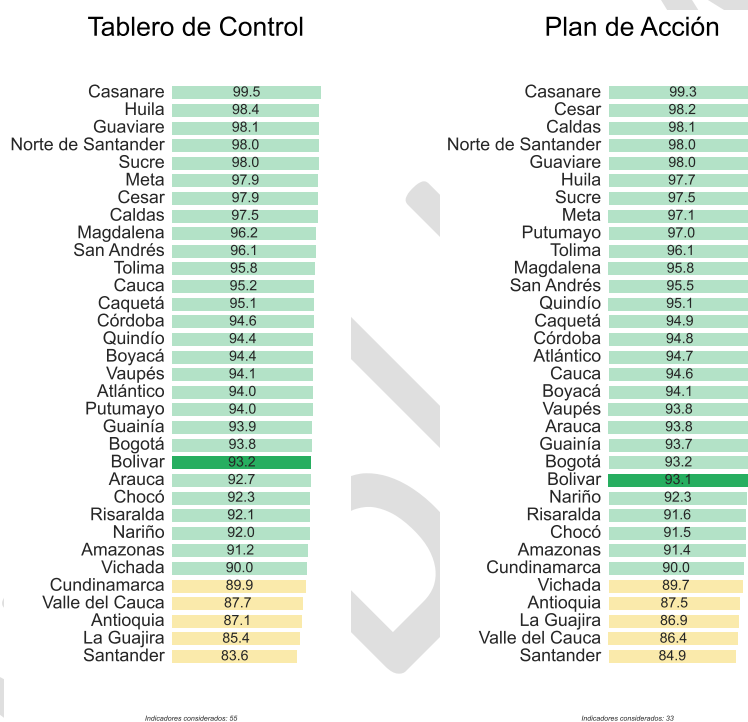 Tablero de Control
Casanare 99.5
Huila 98.4
Guaviare 98.1
Norte de Santander 98.0
Sucre 98.0
Meta 97.9
Cesar 97.9
Caldas 97.5
Magdalena 96.2
San Andrés 96.1
Tolima 95.8
Cauca 95.2
Caquetá 95.1
Córdoba 94.6
Quindío 94.4
Boyacá 94.4
Vaupés 94.1
Atlántico 94.0
Putumayo 94.0
Guainía 93.9
Bogotá 93.8
Bolivar 93.2
Arauca 92.7
Chocó 92.3
Risaralda 92.1
Nariño 92.0
Amazonas 91.2
Vichada 90.0
Cundinamarca 89.9
Valle del Cauca 87.7
Antioquia 87.1
La Guajira 85.4
Santander 83.6
Indicadores considerados: 55
Plan de Acción
Casanare 99.3
Cesar 98.2
Caldas 98.1
Norte de Santander 98.0
Guaviare 98.0
Huila 97.7
Sucre 97.5
Meta 97.1
Putumayo 97.0
Tolima 96.1
Magdalena 95.8
San Andrés 95.5
Quindío 95.1
Caquetá 94.9
Córdoba 94.8
Atlántico 94.7
Cauca 94.6
Boyacá 94.1
Vaupés 93.8
Arauca 93.8
Guainía 93.7
Bogotá 93.2
Bolivar 93.1
Nariño 92.3
Risaralda 91.6
Chocó 91.5
Amazonas 91.4
Cundinamarca 90.0
Vichada 89.7
Antioquia 87.5
La Guajira 86.9
Valle del Cauca 86.4
Santander 84.9
Indicadores considerados: 33